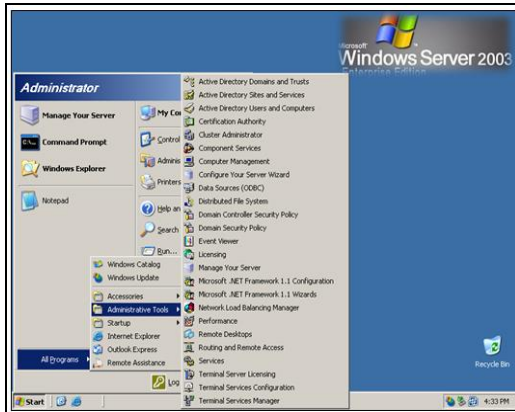 Microsoft
Windows Server 2003
Enterprise Edition
Administrator
Manage Your Server
Command Prompt
Windows Explorer
Notepad
All Programs
My Co
Control
Adminis
Printers
Help an
Search
Run...
Log
Windows Catalog
Windows Update
Accessories
Administrative Tools
Startup
Internet Explorer
Outlook Express
Remote Assistance
Active Directory Domains and Trusts
Active Directory Sites and Services
Active Directory Users and Computers
Certification Authority
Cluster Administrator
Component Services
Computer Management
Configure Your Server Wizard
Data Sources (ODBC)
Distributed File System
Domain Controller Security Policy
Domain Security Policy
Event Viewer
Licensing
Manage Your Server
Microsoft .NET Framework 1.1 Configuration
Microsoft .NET Framework 1.1 Wizards
Network Load Balancing Manager
Performance
Remote Desktops
Routing and Remote Access
Services
Terminal Server Licensing
Terminal Services Configuration
Terminal Services Manager
Recycle Bin
Start
4:33 PM